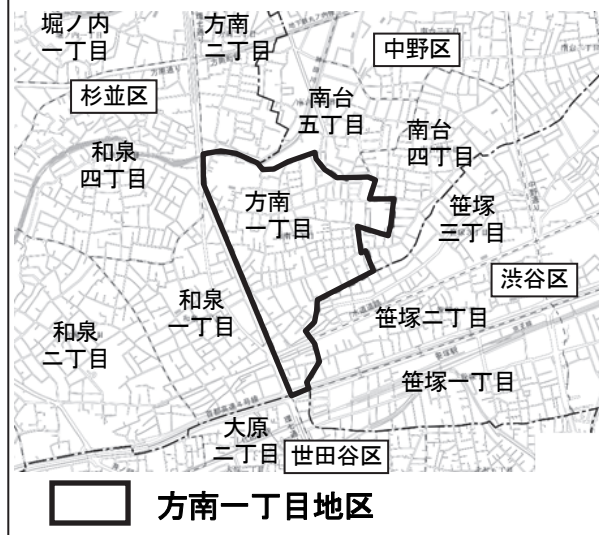 堀ノ内
一丁目
方南
二丁目
中野区
杉並区
南台
五丁目
南台
四丁目
和泉
四丁目
方南
一丁目
笹塚
三丁目
渋谷区
和泉
一丁目
笹塚二丁目
和泉
二丁目
笹塚一丁目
大原
二丁目
世田谷区
方南一丁目地区